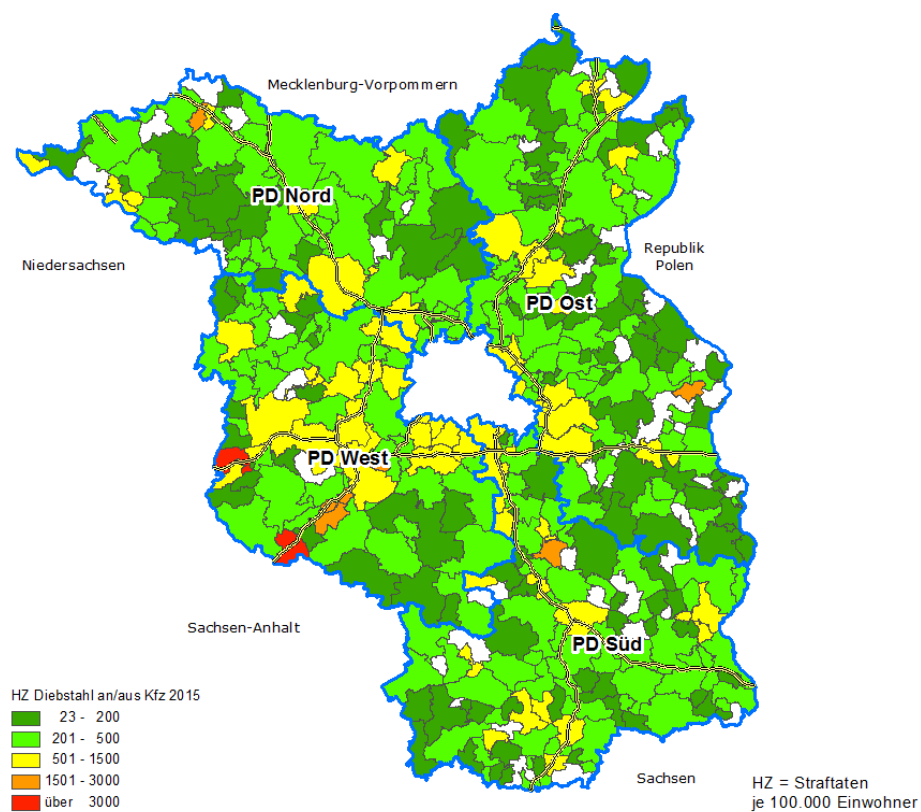 Mecklenburg-Vorpommern
PD Nord
Niedersachsen
Republik
Polen
PD Ost
PD West
Sachsen-Anhalt
PD Süd
HZ Diebstahl an/aus Kfz 2015
23 - 200
201 - 500
501 - 1500
1501 - 3000
über 3000
Sachsen
HZ = Straftaten
je 100.000 Einwohner